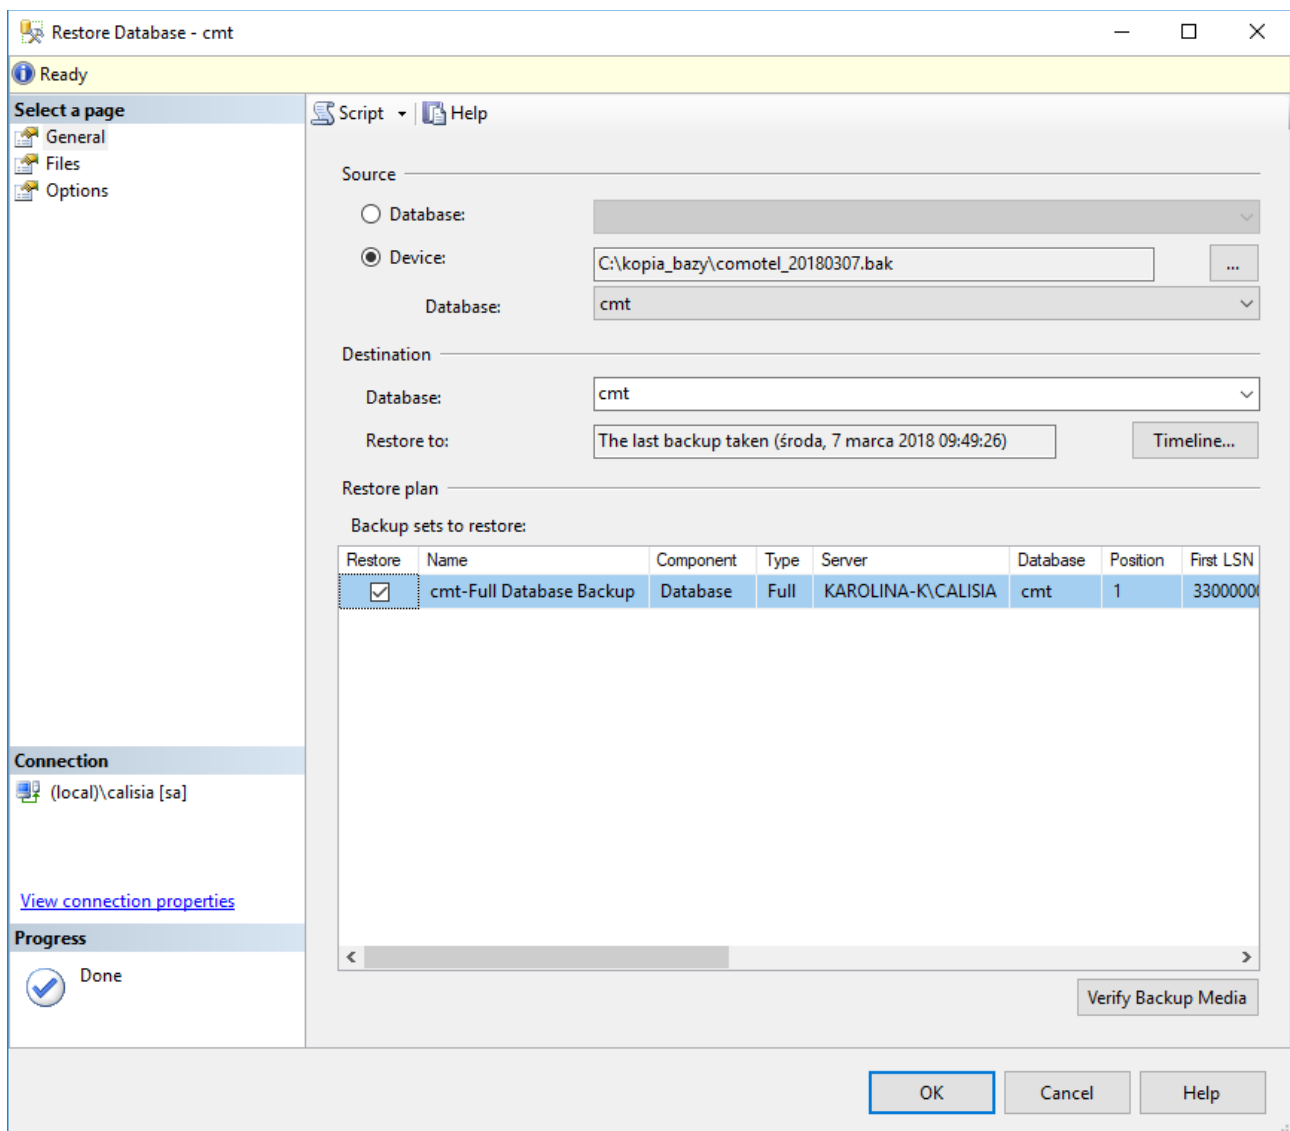 Restore Database - cmt
Ready
Select a page
General
Files
Options
Script
Help
Source
Database:
Device:
C:\kopia_bazy\comotel_20180307.bak
...
Database:
cmt
Destination
Database:
cmt
Restore to:
The last backup taken (środa, 7 marca 2018 09:49:26)
Timeline...
Restore plan
Backup sets to restore:
Restore Name Component Type Server Database Position First LSN
cmt-Full Database Backup Database Full KAROLINA-K\CALISIA cmt 1 33000000
Connection
(local)\calisia [sa]
View connection properties
Progress
Done
Verify Backup Media
OK
Cancel
Help